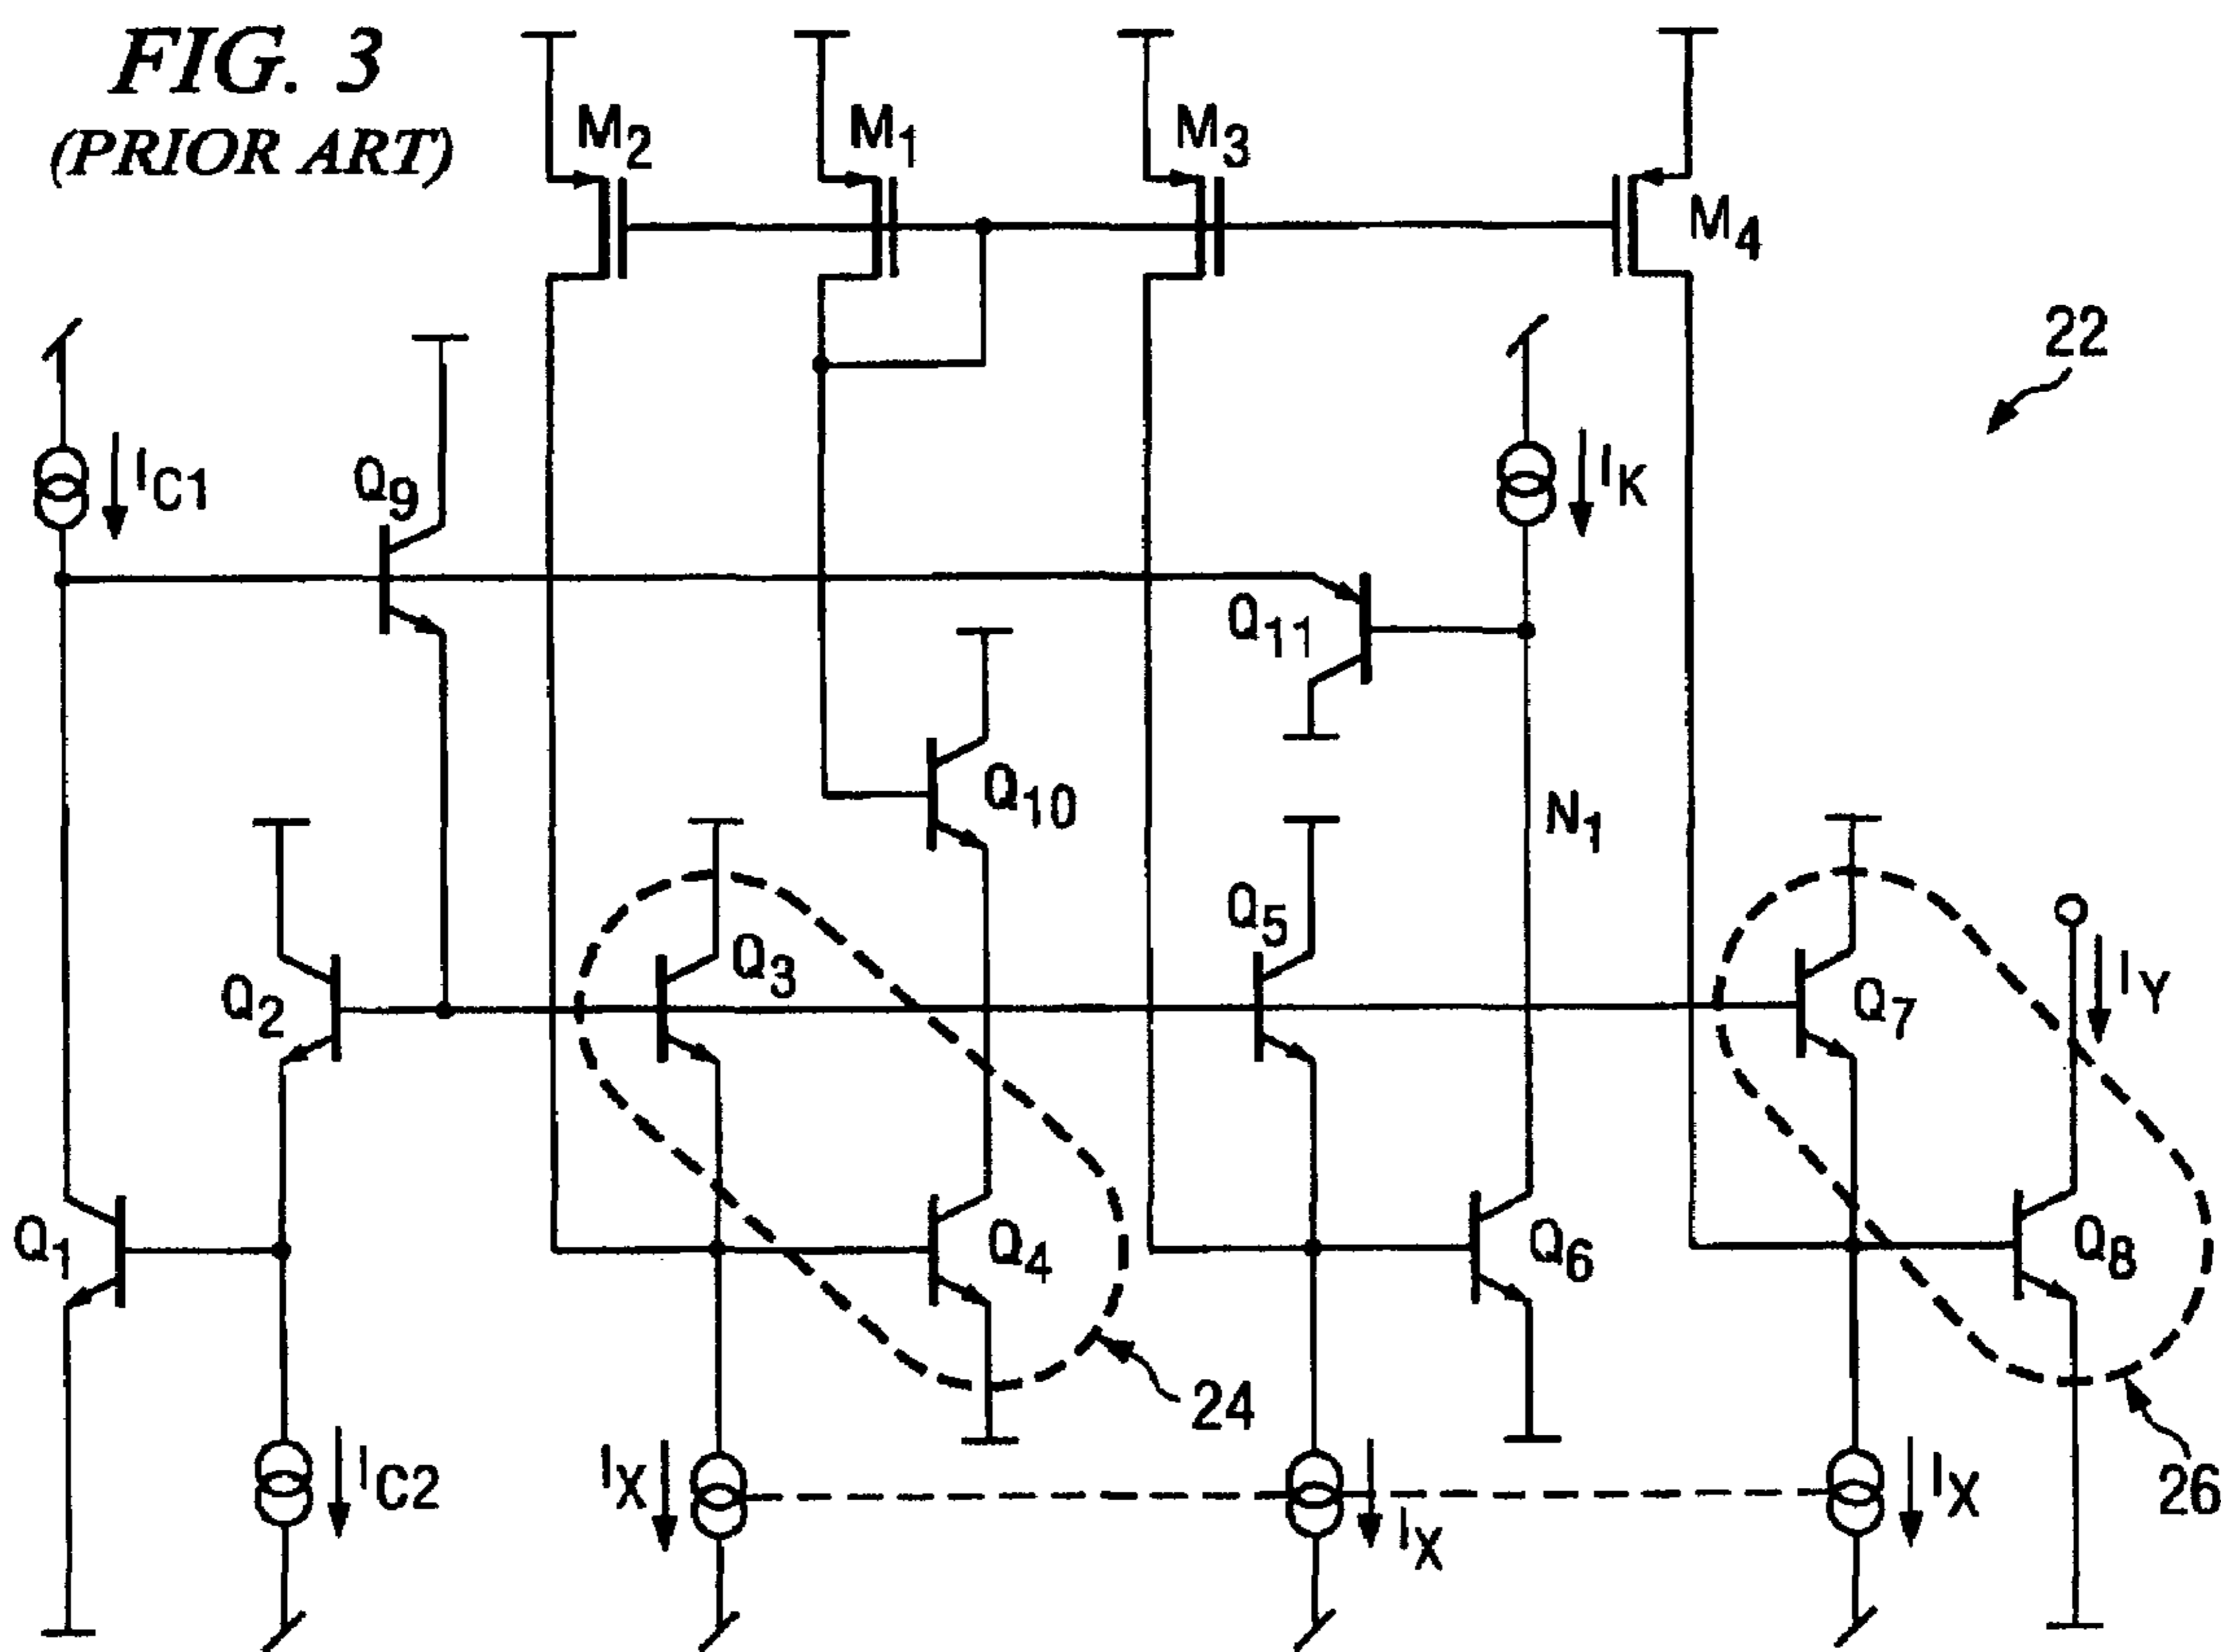 FIG. 3
(PRIOR ART)
M2
M1
M3
M4
22
IC1
Q9
IK
Q11
Q10
N1
Q5
Q2
Q3
Q7
IY
Q1
Q4
Q6
Q8
24
IC2
IX
IX
IX
26